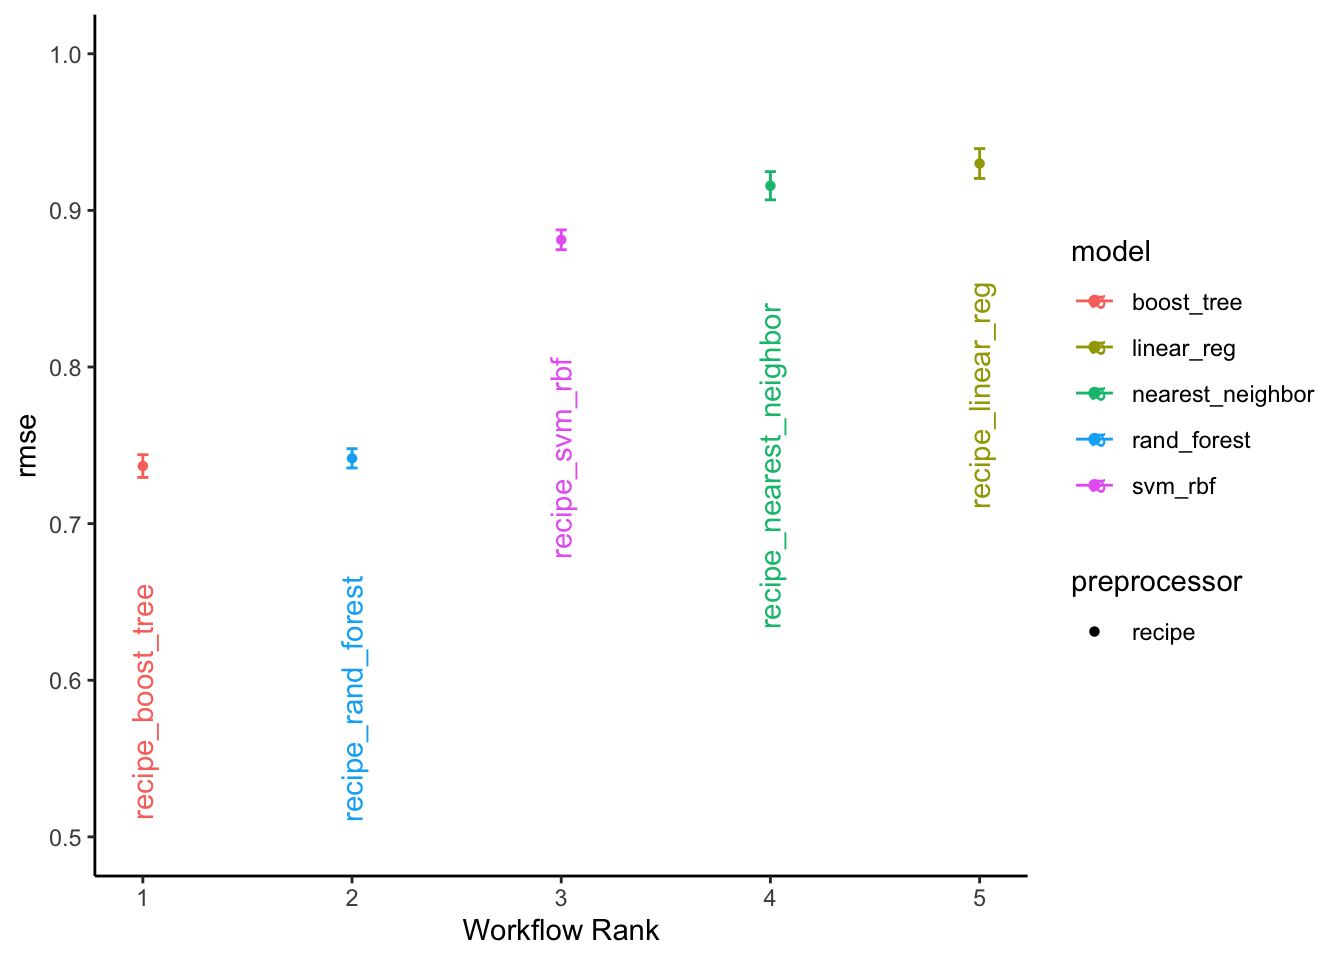 1.0
0.9
0.8
0.7
0.6
0.5
rmse
recipe_boost_tree
recipe_rand_forest
recipe_svm_rbf
recipe_nearest_neighbor
recipe_linear_reg
1 2 3 4 5
Workflow Rank
model
boost_tree
linear_reg
nearest_neighbor
rand_forest
svm_rbf
preprocessor
recipe